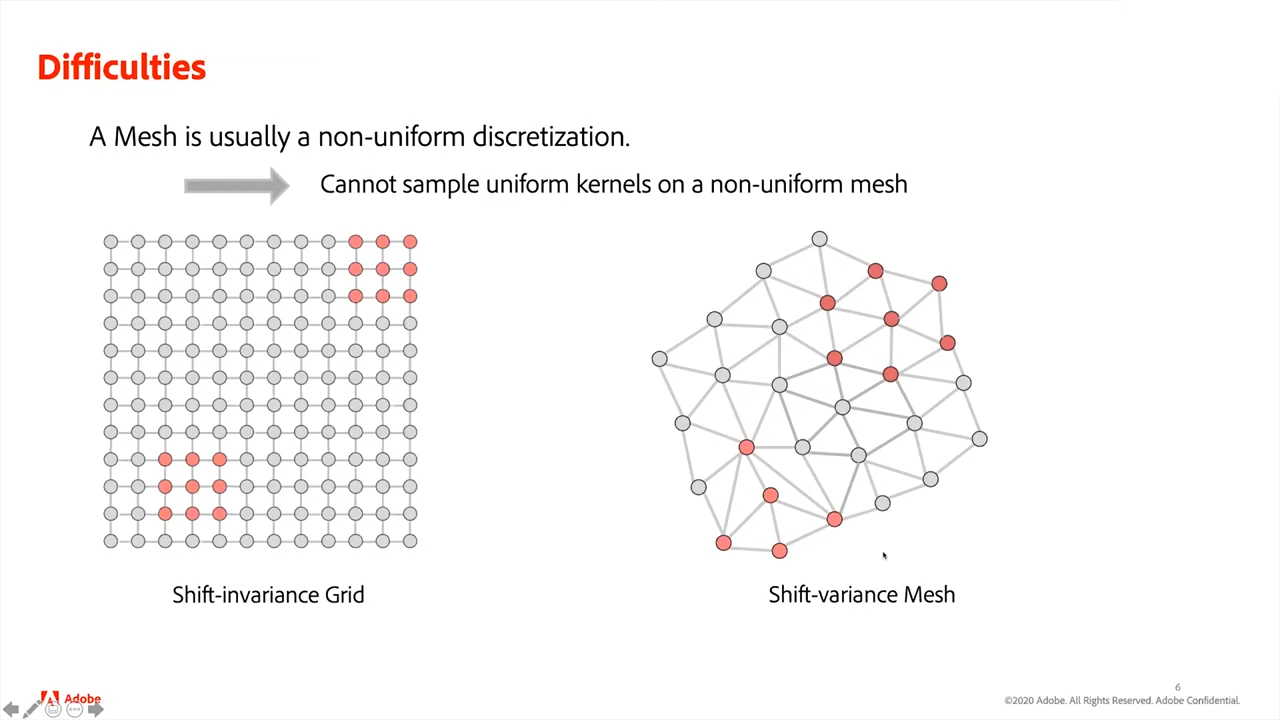 Difficulties
A Mesh is usually a non-uniform discretization.
Cannot sample uniform kernels on a non-uniform mesh
Shift-invariance Grid
Shift-variance Mesh
Adobe
6
©2020 Adobe. All Rights Reserved. Adobe Confidential.